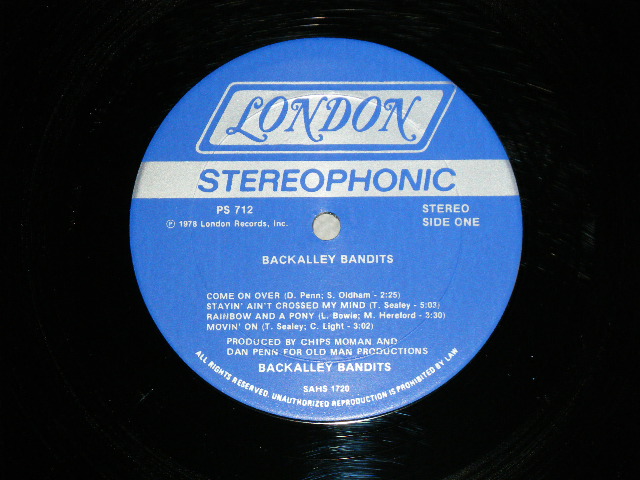 LONDON
STEREOPHONIC
PS 712 STEREO
℗ 1978 London Records, Inc. SIDE ONE
BACKALLEY BANDITS
COME ON OVER (D. Penn; S. Oldham - 2:25)
STAYIN' AIN'T CROSSED MY MIND (T. Sealey - 5:03)
RAINBOW AND A PONY (L. Bowie; M. Hereford - 3:30)
MOVIN' ON (T. Sealey; C. Light - 3:02)
PRODUCED BY CHIPS MOMAN AND
DAN PENN FOR OLD MAN PRODUCTIONS
BACKALLEY BANDITS
SAHS 1720
ALL RIGHTS RESERVED. UNAUTHORIZED REPRODUCTION IS PROHIBITED BY LAW